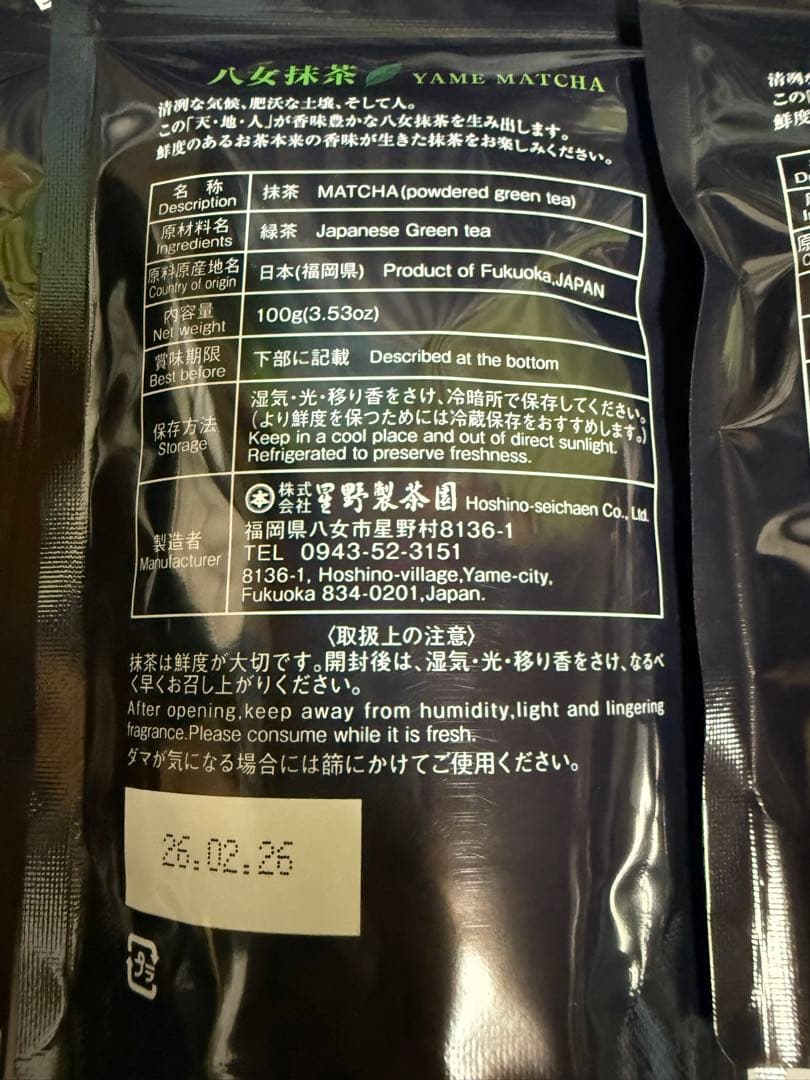 八女抹茶 YAME MATCHA
清冽な気候、肥沃な土壌、そして人。
この「天・地・人」が香味豊かな八女抹茶を生み出します。
鮮度のあるお茶本来の香味が生きた抹茶をお楽しみください。
名 称 抹茶 MATCHA(powdered green tea)
Description
原材料名 緑茶 Japanese Green tea
Ingredients
原料原産地名 日本(福岡県) Product of Fukuoka,JAPAN
Country of origin
内容量 100g(3.53oz)
Net weight
賞味期限 下部に記載 Described at the bottom
Best before
保存方法
Storage
湿気・光・移り香をさけ、冷暗所で保存してください。
(より鮮度を保つためには冷蔵保存をおすすめします。)
Keep in a cool place and out of direct sunlight.
Refrigerated to preserve freshness.
製造者
Manufacturer
本 株式会社 星野製茶園 Hoshino-seichaen Co., Ltd.
福岡県八女市星野村8136-1
TEL 0943-52-3151
8136-1, Hoshino-village,Yame-city,
Fukuoka 834-0201,Japan.
〈取扱上の注意〉
抹茶は鮮度が大切です。開封後は、湿気・光・移り香をさけ、なるべ
く早くお召し上がりください。
After opening,keep away from humidity,light and lingering
fragrance.Please consume while it is fresh.
ダマが気になる場合には篩にかけてご使用ください。
26.02.26
プラ
清冽な
この「
鮮度